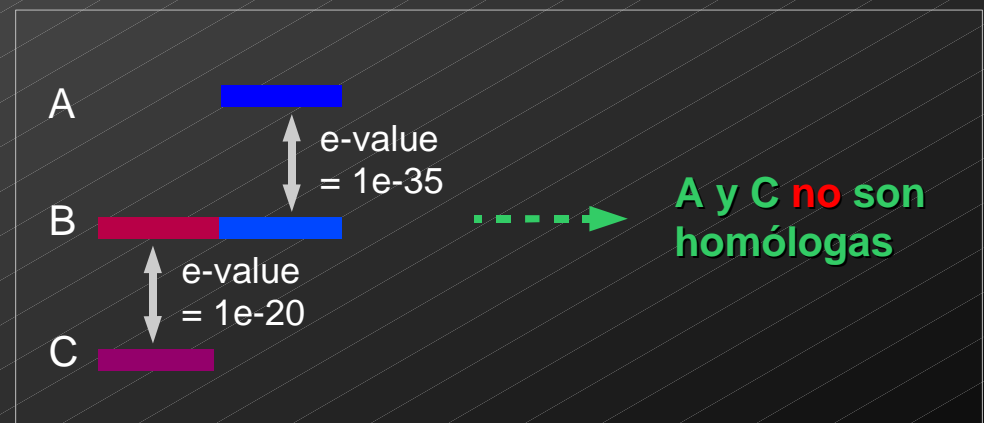 A
e-value
= 1e-35
B
A y C no son
homólogas
e-value
= 1e-20
C